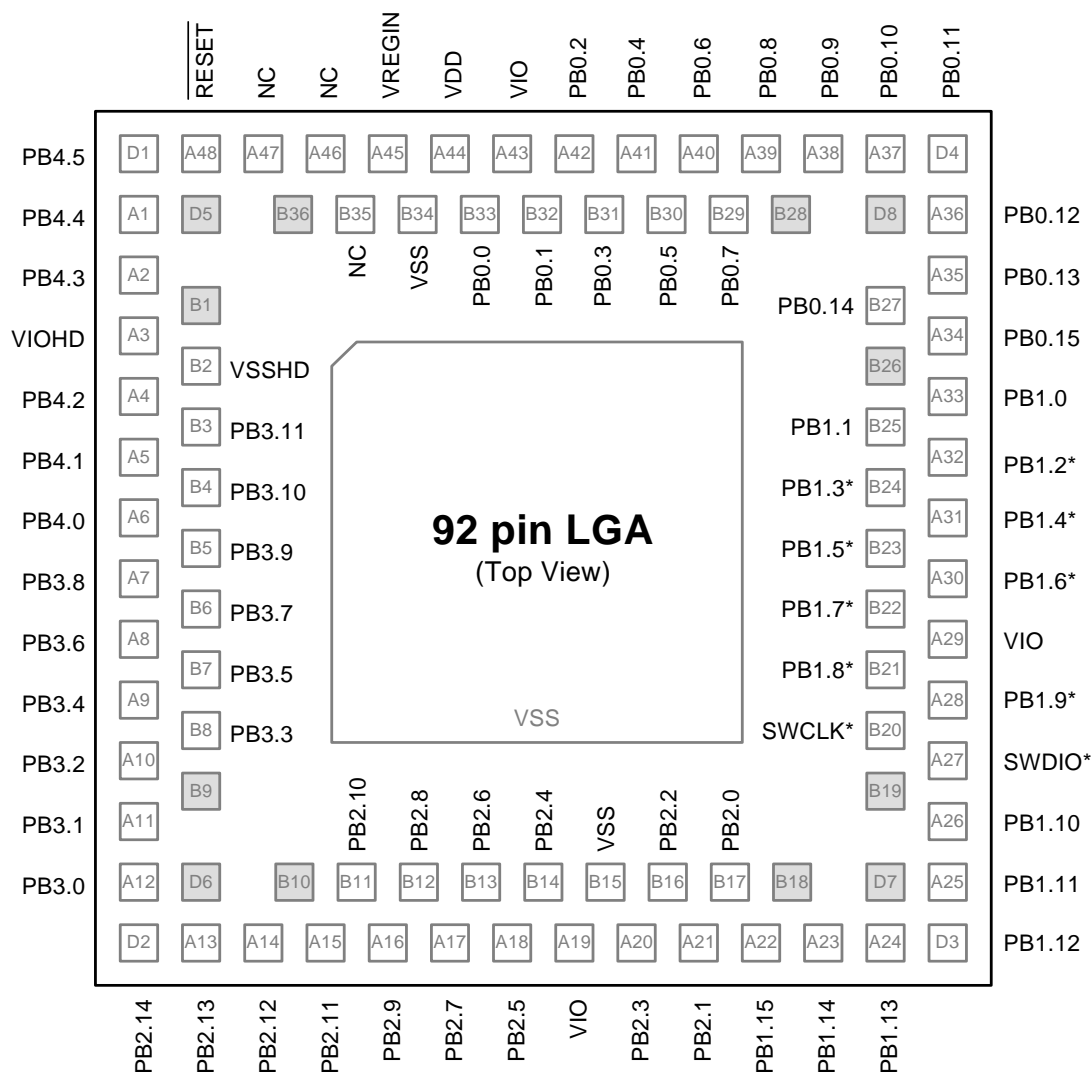 RESET NC NC VREGIN VDD VIO PB0.2 PB0.4 PB0.6 PB0.8 PB0.9 PB0.10 PB0.11
PB4.5 D1 A48 A47 A46 A45 A44 A43 A42 A41 A40 A39 A38 A37 D4
PB4.4 A1 D5 B36 B35 B34 B33 B32 B31 B30 B29 B28 D8 A36 PB0.12
NC VSS PB0.0 PB0.1 PB0.3 PB0.5 PB0.7
PB4.3 A2 A35 PB0.13
B1 PB0.14 B27
VIOHD A3 A34 PB0.15
B2 VSSHD B26
PB4.2 A4 A33 PB1.0
B3 PB3.11 PB1.1 B25
PB4.1 A5 A32 PB1.2*
B4 PB3.10 PB1.3* B24
PB4.0 A6 A31 PB1.4*
92 pin LGA
B5 PB3.9 PB1.5* B23
(Top View)
PB3.8 A7 A30 PB1.6*
B6 PB3.7 PB1.7* B22
PB3.6 A8 A29 VIO
B7 PB3.5 PB1.8* B21
PB3.4 A9 A28 PB1.9*
VSS
B8 PB3.3 SWCLK* B20
PB3.2 A10 A27 SWDIO*
B9 B19
PB3.1 A11 A26 PB1.10
PB2.10 PB2.8 PB2.6 PB2.4 VSS PB2.2 PB2.0
PB3.0 A12 D6 B10 B11 B12 B13 B14 B15 B16 B17 B18 D7 A25 PB1.11
D2 A13 A14 A15 A16 A17 A18 A19 A20 A21 A22 A23 A24 D3 PB1.12
PB2.14 PB2.13 PB2.12 PB2.11 PB2.9 PB2.7 PB2.5 VIO PB2.3 PB2.1 PB1.15 PB1.14 PB1.13